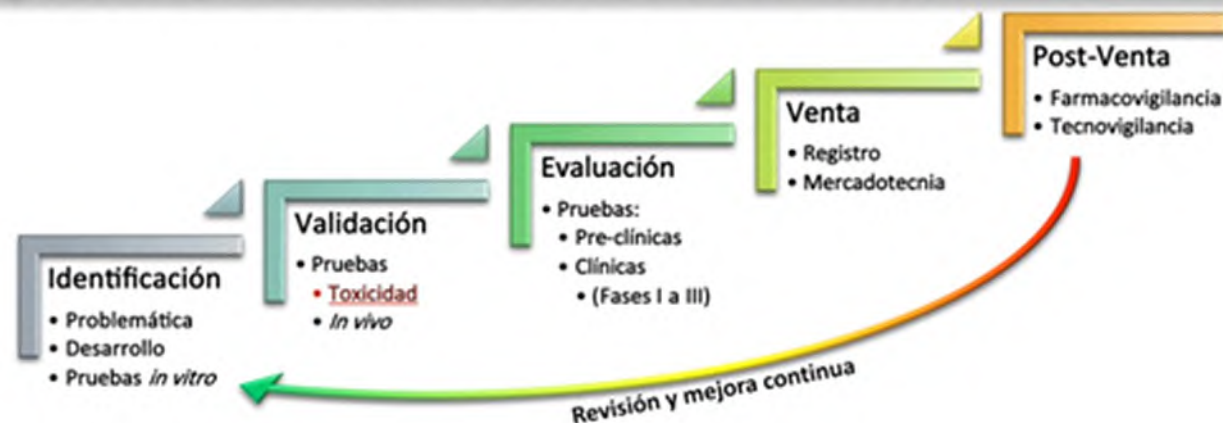 Identificación
• Problemática
• Desarrollo
• Pruebas in vitro
Validación
• Pruebas
• Toxicidad
• In vivo
Evaluación
• Pruebas:
• Pre-clínicas
• Clínicas
• (Fases I a III)
Venta
• Registro
• Mercadotecnia
Post-Venta
• Farmacovigilancia
• Tecnovigilancia
Revisión y mejora continua